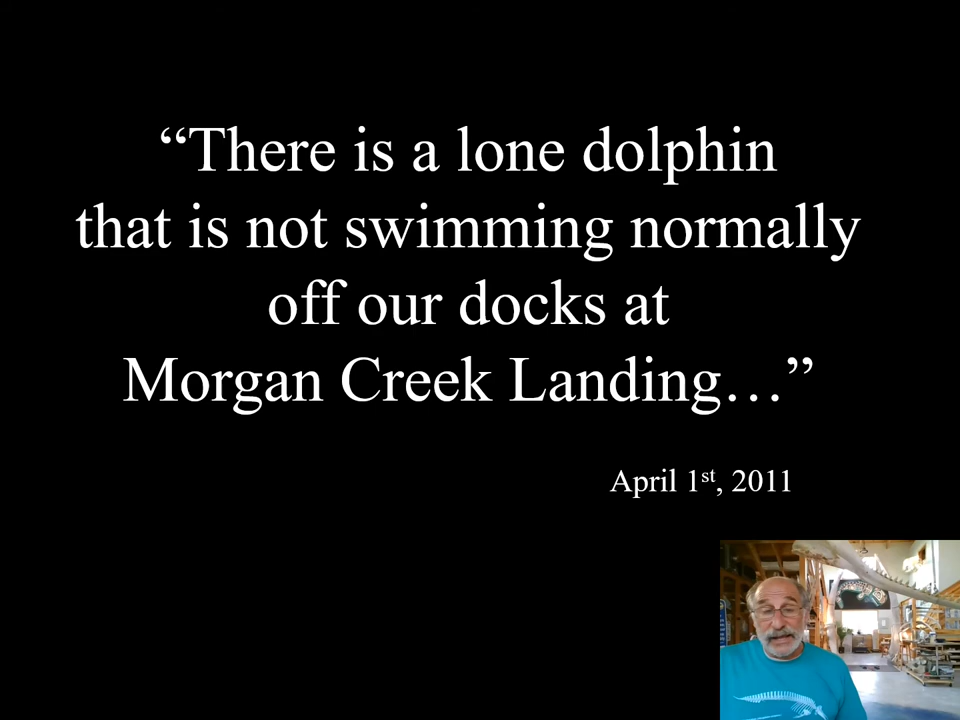 “There is a lone dolphin
that is not swimming normally
off our docks at
Morgan Creek Landing…”
April 1st, 2011